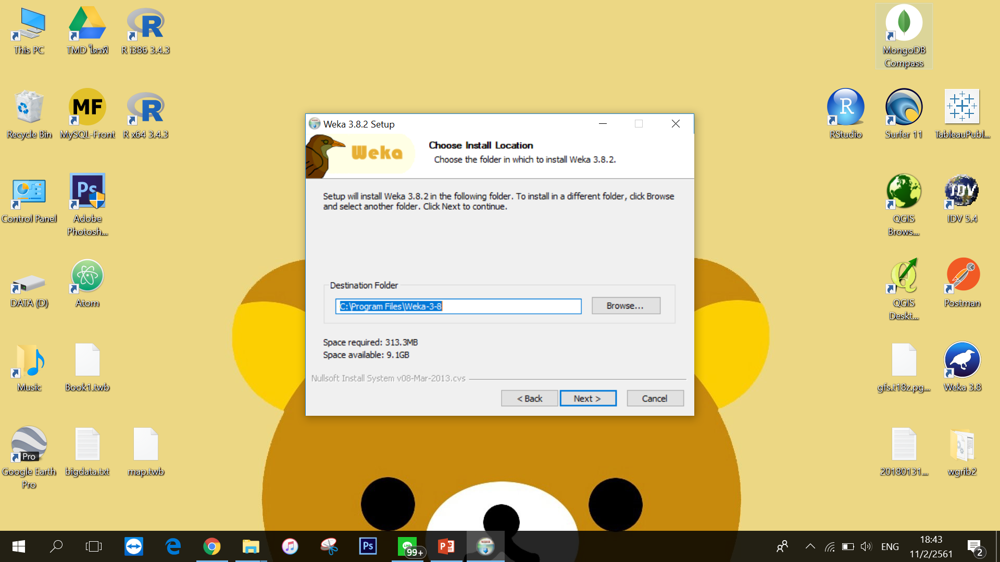 This PC
TMD ไดรฟ์
R i386 3.4.3
MongoDB
Compass
Recycle Bin
MF
MySQL-Front
R x64 3.4.3
R
RStudio
Surfer 11
TableauPubl...
Control Panel
Ps
Adobe
Photosh...
QGIS
Brows...
IDV
IDV 5.4
DATA (D)
Atom
QGIS
Deskt...
Postman
Music
Book1.twb
gfs.t18z.pg...
Weka 3.8
Pro
Google Earth
Pro
bigdata.txt
map.twb
20180131...
wgrib2
Weka 3.8.2 Setup
Weka
Choose Install Location
Choose the folder in which to install Weka 3.8.2.
Setup will install Weka 3.8.2 in the following folder. To install in a different folder, click Browse
and select another folder. Click Next to continue.
Destination Folder
C:\Program Files\Weka-3-8
Browse...
Space required: 313.3MB
Space available: 9.1GB
Nullsoft Install System v08-Mar-2013.cvs
< Back
Next >
Cancel
Ps
LINE
99+
P
ENG
18:43
11/2/2561
2